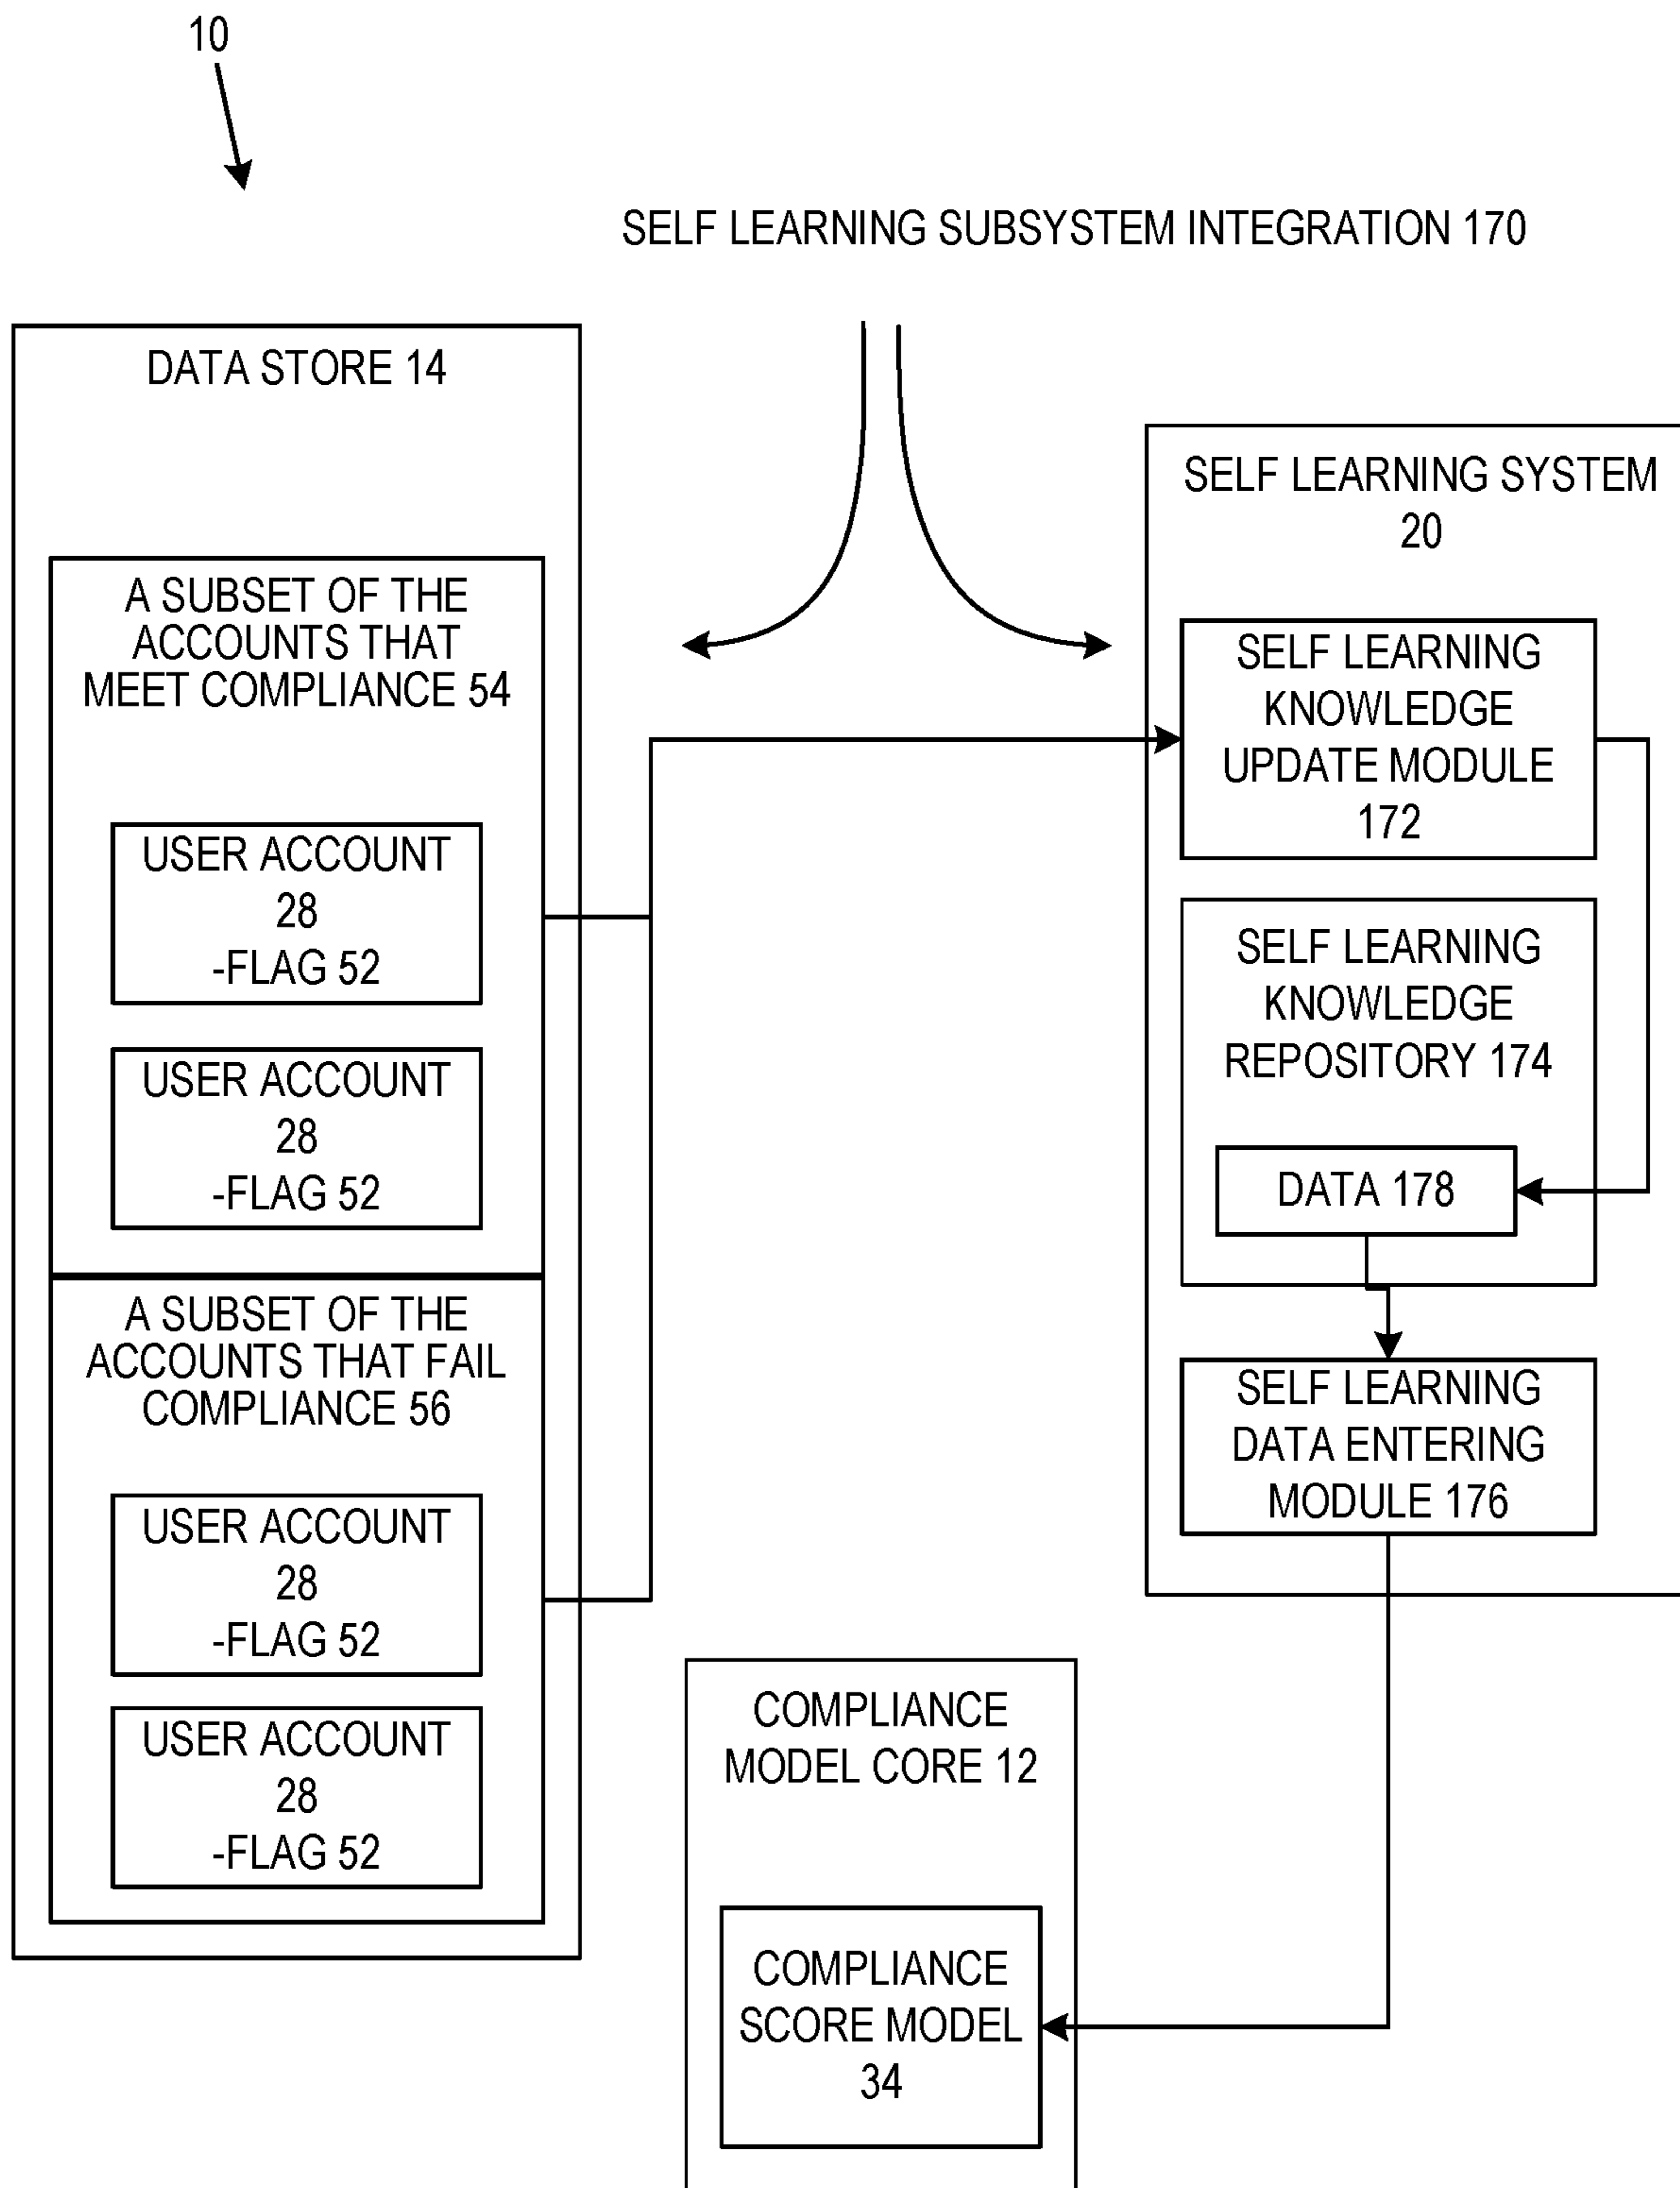 10
SELF LEARNING SUBSYSTEM INTEGRATION 170
DATA STORE 14
A SUBSET OF THE
ACCOUNTS THAT
MEET COMPLIANCE 54
USER ACCOUNT
28
-FLAG 52
USER ACCOUNT
28
-FLAG 52
A SUBSET OF THE
ACCOUNTS THAT FAIL
COMPLIANCE 56
USER ACCOUNT
28
-FLAG 52
USER ACCOUNT
28
-FLAG 52
SELF LEARNING SYSTEM
20
SELF LEARNING
KNOWLEDGE
UPDATE MODULE
172
SELF LEARNING
KNOWLEDGE
REPOSITORY 174
DATA 178
SELF LEARNING
DATA ENTERING
MODULE 176
COMPLIANCE
MODEL CORE 12
COMPLIANCE
SCORE MODEL
34